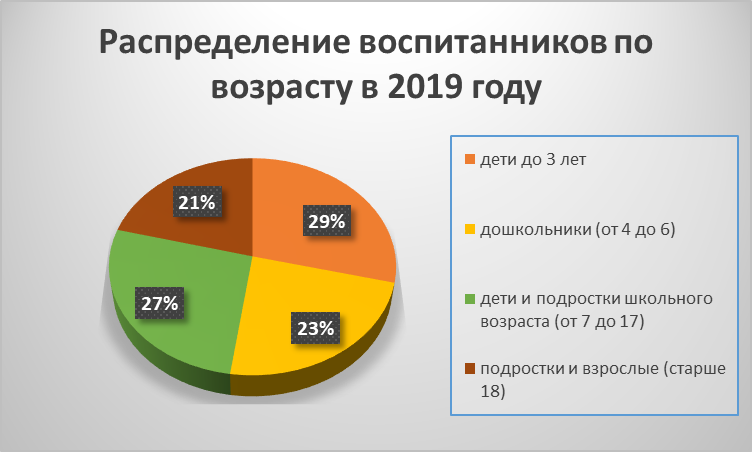 Распределение воспитанников по
возрасту в 2019 году
21%
29%
27%
23%
дети до 3 лет
дошкольники (от 4 до 6)
дети и подростки школьного
возраста (от 7 до 17)
подростки и взрослые (старше
18)